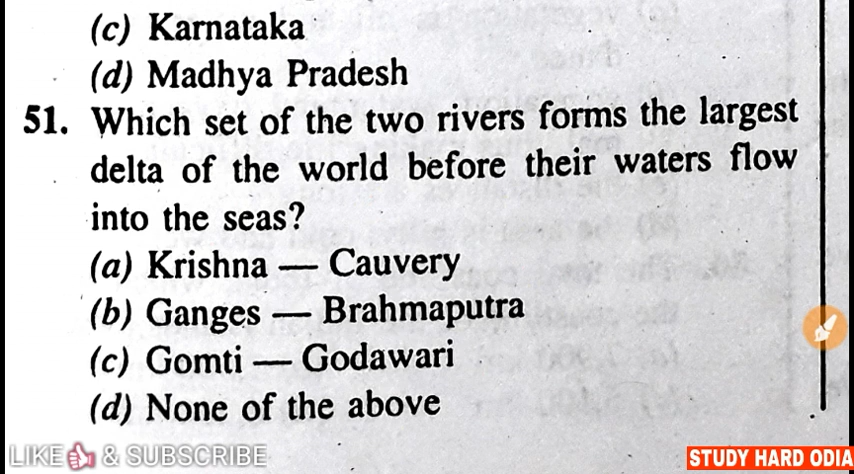 (c) Karnataka
(d) Madhya Pradesh
51. Which set of the two rivers forms the largest
delta of the world before their waters flow
into the seas?
(a) Krishna — Cauvery
(b) Ganges — Brahmaputra
(c) Gomti — Godawari
(d) None of the above
LIKE & SUBSCRIBE
STUDY HARD ODIA